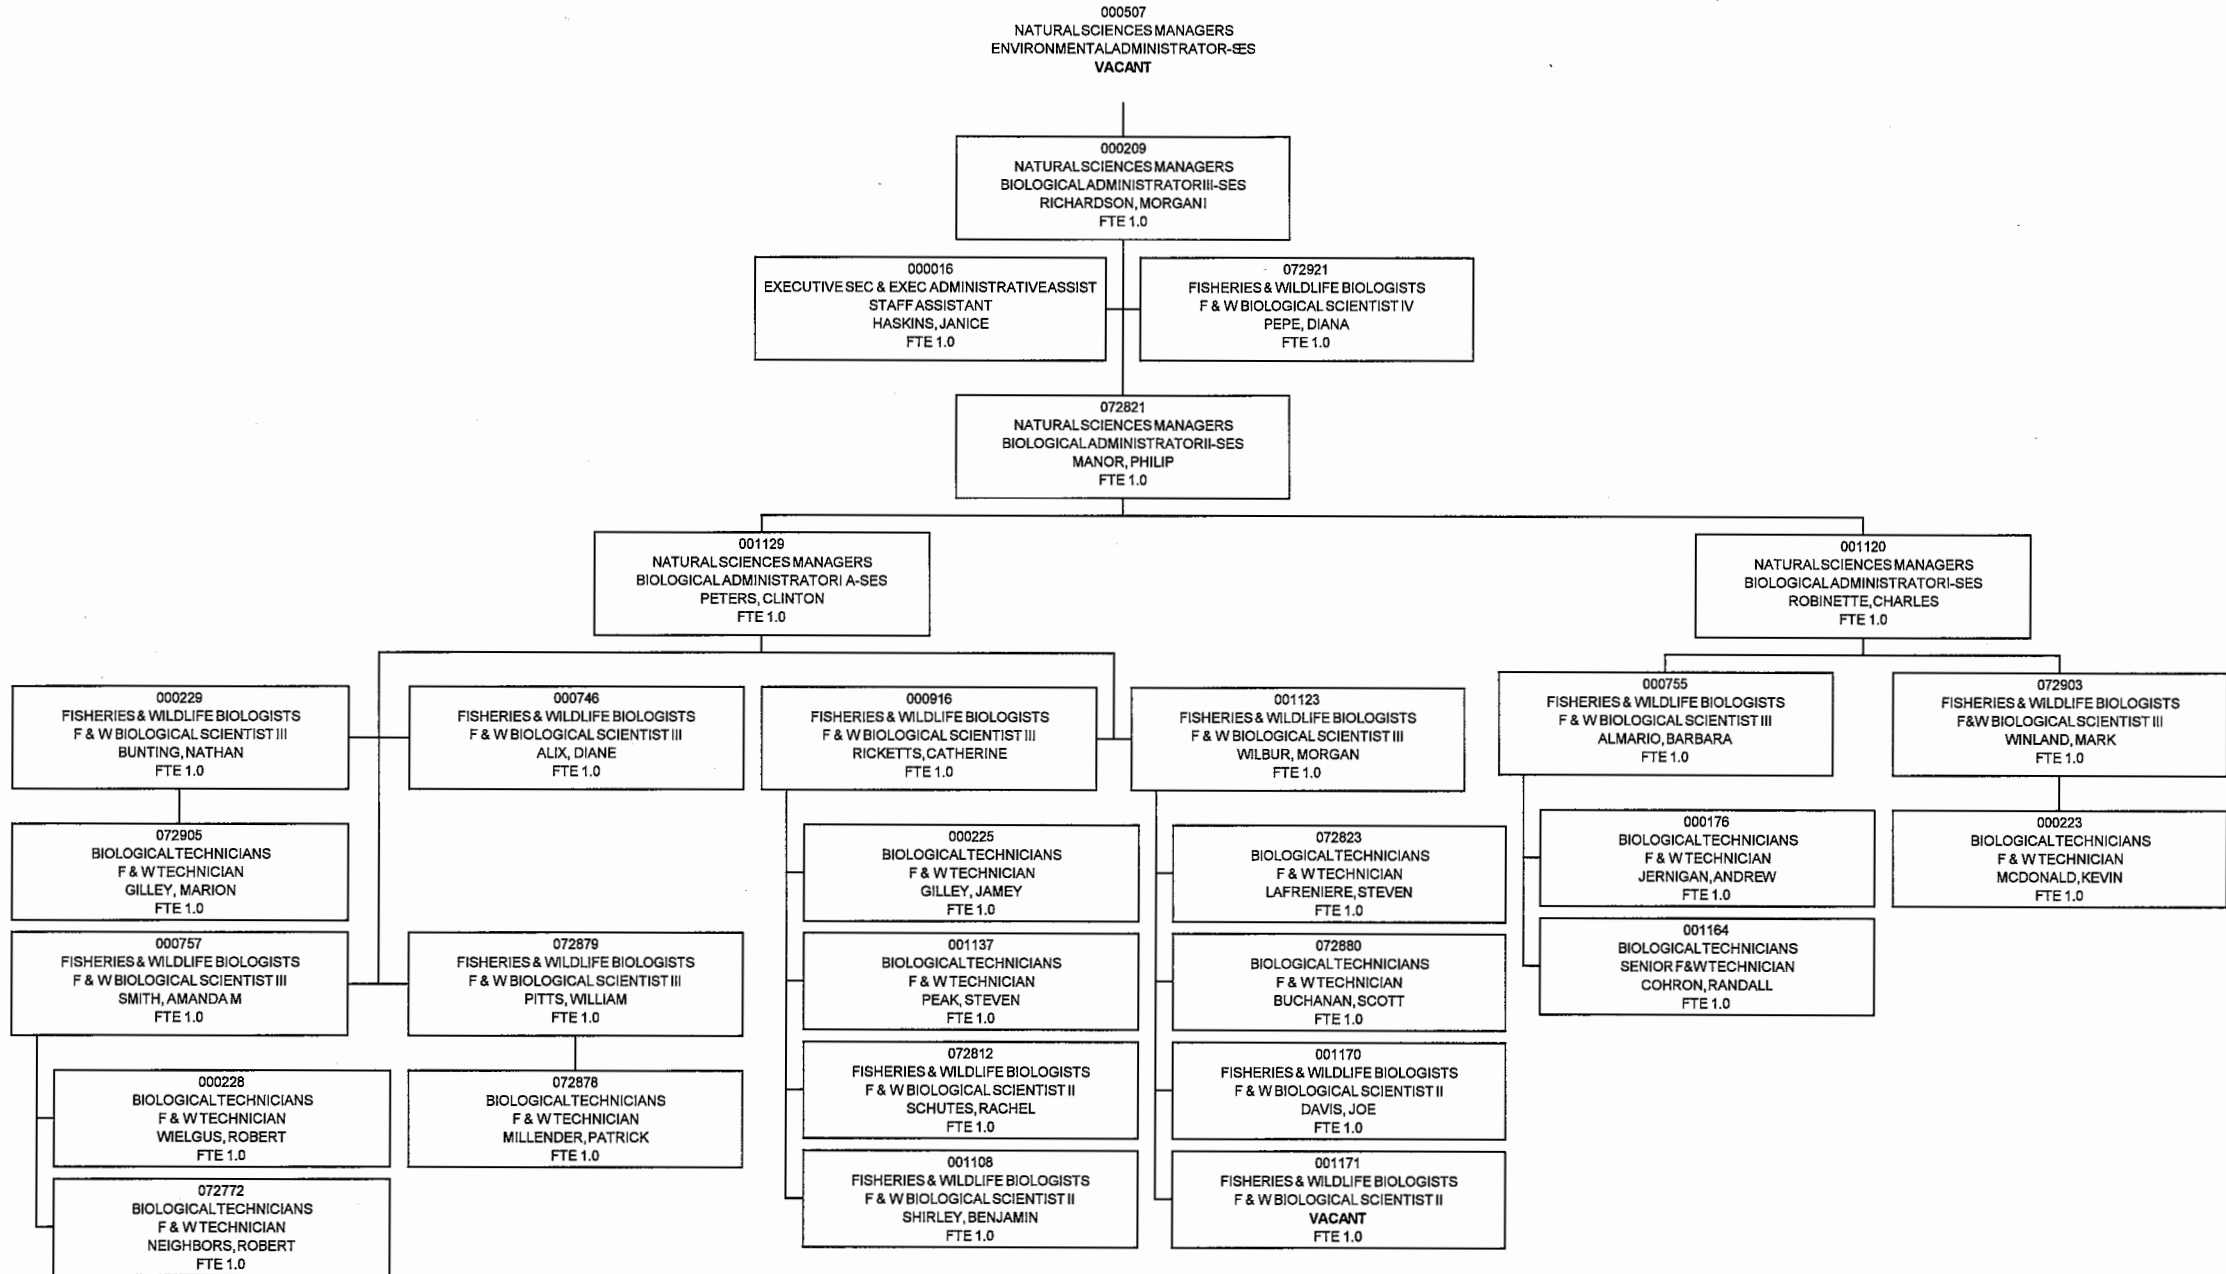 000507
NATURAL SCIENCES MANAGERS
ENVIRONMENTAL ADMINISTRATOR-SES
VACANT
000209
NATURAL SCIENCES MANAGERS
BIOLOGICAL ADMINISTRATOR III-SES
RICHARDSON, MORGAN I
FTE 1.0
000016
EXECUTIVE SEC & EXEC ADMINISTRATIVE ASSIST
STAFF ASSISTANT
HASKINS, JANICE
FTE 1.0
072921
FISHERIES & WILDLIFE BIOLOGISTS
F & W BIOLOGICAL SCIENTIST IV
PEPE, DIANA
FTE 1.0
072821
NATURAL SCIENCES MANAGERS
BIOLOGICAL ADMINISTRATOR II-SES
MANOR, PHILIP
FTE 1.0
001129
NATURAL SCIENCES MANAGERS
BIOLOGICAL ADMINISTRATOR I A-SES
PETERS, CLINTON
FTE 1.0
001120
NATURAL SCIENCES MANAGERS
BIOLOGICAL ADMINISTRATOR I-SES
ROBINETTE, CHARLES
FTE 1.0
000229
FISHERIES & WILDLIFE BIOLOGISTS
F & W BIOLOGICAL SCIENTIST III
BUNTING, NATHAN
FTE 1.0
000746
FISHERIES & WILDLIFE BIOLOGISTS
F & W BIOLOGICAL SCIENTIST III
ALIX, DIANE
FTE 1.0
000916
FISHERIES & WILDLIFE BIOLOGISTS
F & W BIOLOGICAL SCIENTIST III
RICKETTS, CATHERINE
FTE 1.0
001123
FISHERIES & WILDLIFE BIOLOGISTS
F & W BIOLOGICAL SCIENTIST III
WILBUR, MORGAN
FTE 1.0
000755
FISHERIES & WILDLIFE BIOLOGISTS
F & W BIOLOGICAL SCIENTIST III
ALMARIO, BARBARA
FTE 1.0
072903
FISHERIES & WILDLIFE BIOLOGISTS
F&W BIOLOGICAL SCIENTIST III
WINLAND, MARK
FTE 1.0
072905
BIOLOGICAL TECHNICIANS
F & W TECHNICIAN
GILLEY, MARION
FTE 1.0
000225
BIOLOGICAL TECHNICIANS
F & W TECHNICIAN
GILLEY, JAMEY
FTE 1.0
072823
BIOLOGICAL TECHNICIANS
F & W TECHNICIAN
LAFRENIERE, STEVEN
FTE 1.0
000176
BIOLOGICAL TECHNICIANS
F & W TECHNICIAN
JERNIGAN, ANDREW
FTE 1.0
000223
BIOLOGICAL TECHNICIANS
F & W TECHNICIAN
MCDONALD, KEVIN
FTE 1.0
000757
FISHERIES & WILDLIFE BIOLOGISTS
F & W BIOLOGICAL SCIENTIST III
SMITH, AMANDA M
FTE 1.0
072879
FISHERIES & WILDLIFE BIOLOGISTS
F & W BIOLOGICAL SCIENTIST III
PITTS, WILLIAM
FTE 1.0
001137
BIOLOGICAL TECHNICIANS
F & W TECHNICIAN
PEAK, STEVEN
FTE 1.0
072880
BIOLOGICAL TECHNICIANS
F & W TECHNICIAN
BUCHANAN, SCOTT
FTE 1.0
001164
BIOLOGICAL TECHNICIANS
SENIOR F&W TECHNICIAN
COHRON, RANDALL
FTE 1.0
000228
BIOLOGICAL TECHNICIANS
F & W TECHNICIAN
WIELGUS, ROBERT
FTE 1.0
072878
BIOLOGICAL TECHNICIANS
F & W TECHNICIAN
MILLENDER, PATRICK
FTE 1.0
072812
FISHERIES & WILDLIFE BIOLOGISTS
F & W BIOLOGICAL SCIENTIST II
SCHUTES, RACHEL
FTE 1.0
001170
FISHERIES & WILDLIFE BIOLOGISTS
F & W BIOLOGICAL SCIENTIST II
DAVIS, JOE
FTE 1.0
072772
BIOLOGICAL TECHNICIANS
F & W TECHNICIAN
NEIGHBORS, ROBERT
FTE 1.0
001108
FISHERIES & WILDLIFE BIOLOGISTS
F & W BIOLOGICAL SCIENTIST II
SHIRLEY, BENJAMIN
FTE 1.0
001171
FISHERIES & WILDLIFE BIOLOGISTS
F & W BIOLOGICAL SCIENTIST II
VACANT
FTE 1.0